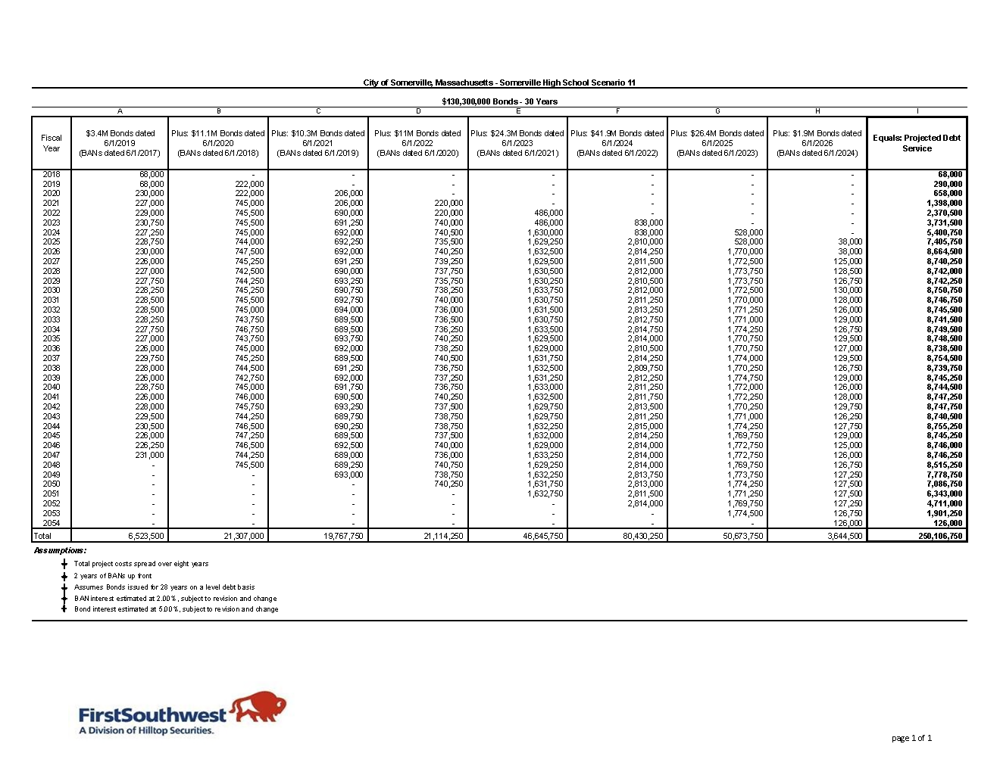 City of Somerville, Massachusetts - Somerville High School Scenario 11
$130,300,000 Bonds - 30 Years
A B C D E F G H I
Fiscal Year $3.4M Bonds dated 6/1/2019 (BANs dated 6/1/2017) Plus: $11.1M Bonds dated 6/1/2020 (BANs dated 6/1/2018) Plus: $10.3M Bonds dated 6/1/2021 (BANs dated 6/1/2019) Plus: $11M Bonds dated 6/1/2022 (BANs dated 6/1/2020) Plus: $24.3M Bonds dated 6/1/2023 (BANs dated 6/1/2021) Plus: $41.9M Bonds dated 6/1/2024 (BANs dated 6/1/2022) Plus: $26.4M Bonds dated 6/1/2025 (BANs dated 6/1/2023) Plus: $1.9M Bonds dated 6/1/2026 (BANs dated 6/1/2024) Equals: Projected Debt Service
2018 68,000 - - - - - - - 68,000
2019 68,000 222,000 - - - - - - 290,000
2020 230,000 222,000 206,000 - - - - - 658,000
2021 227,000 745,000 206,000 220,000 - - - - 1,398,000
2022 229,000 745,500 690,000 220,000 486,000 - - - 2,370,500
2023 230,750 745,500 691,250 740,000 486,000 838,000 - - 3,731,500
2024 227,250 745,000 692,000 740,500 1,630,000 838,000 528,000 - 5,400,750
2025 228,750 744,000 692,250 735,500 1,629,250 2,810,000 528,000 38,000 7,405,750
2026 230,000 747,500 692,000 740,250 1,632,500 2,814,250 1,770,000 38,000 8,664,500
2027 226,000 745,250 691,250 739,250 1,629,500 2,811,500 1,772,500 125,000 8,740,250
2028 227,000 742,500 690,000 737,750 1,630,500 2,812,000 1,773,750 128,500 8,742,000
2029 227,750 744,250 693,250 735,750 1,630,250 2,810,500 1,773,750 126,750 8,742,250
2030 228,250 745,250 690,750 738,250 1,633,750 2,812,000 1,772,500 130,000 8,750,750
2031 228,500 745,500 692,750 740,000 1,630,750 2,811,250 1,770,000 128,000 8,746,750
2032 228,500 745,000 694,000 736,000 1,631,500 2,813,250 1,771,250 126,000 8,745,500
2033 228,250 743,750 689,500 736,500 1,630,750 2,812,750 1,771,000 129,000 8,741,500
2034 227,750 746,750 689,500 736,250 1,633,500 2,814,750 1,774,250 126,750 8,749,500
2035 227,000 743,750 693,750 740,250 1,629,500 2,814,000 1,770,750 129,500 8,748,500
2036 226,000 745,000 692,000 738,250 1,629,000 2,810,500 1,770,750 127,000 8,738,500
2037 229,750 745,250 689,500 740,500 1,631,750 2,814,250 1,774,000 129,500 8,754,500
2038 228,000 744,500 691,250 736,750 1,632,500 2,809,750 1,770,250 126,750 8,739,750
2039 226,000 742,750 692,000 737,250 1,631,250 2,812,250 1,774,750 129,000 8,745,250
2040 228,750 745,000 691,750 736,750 1,633,000 2,811,250 1,772,000 126,000 8,744,500
2041 226,000 746,000 690,500 740,250 1,632,500 2,811,750 1,772,250 128,000 8,747,250
2042 228,000 745,750 693,250 737,500 1,629,750 2,813,500 1,770,250 129,750 8,747,750
2043 229,500 744,250 689,750 738,750 1,629,750 2,811,250 1,771,000 126,250 8,740,500
2044 230,500 746,500 690,250 738,750 1,632,250 2,815,000 1,774,250 127,750 8,755,250
2045 226,000 747,250 689,500 737,500 1,632,000 2,814,250 1,769,750 129,000 8,745,250
2046 226,250 746,500 692,500 740,000 1,629,000 2,814,000 1,772,750 125,000 8,746,000
2047 231,000 744,250 689,000 736,000 1,633,250 2,814,000 1,772,750 126,000 8,746,250
2048 - 745,500 689,250 740,750 1,629,250 2,814,000 1,769,750 126,750 8,515,250
2049 - - 693,000 738,750 1,632,250 2,813,750 1,773,750 127,250 7,778,750
2050 - - - 740,250 1,631,750 2,813,000 1,774,250 127,500 7,086,750
2051 - - - - 1,632,750 2,811,500 1,771,250 127,500 6,343,000
2052 - - - - - 2,814,000 1,769,750 127,250 4,711,000
2053 - - - - - - 1,774,500 126,750 1,901,250
2054 - - - - - - - 126,000 126,000
Total 6,523,500 21,307,000 19,767,750 21,114,250 46,645,750 80,430,250 50,673,750 3,644,500 250,106,750
Assumptions:
Total project costs spread over eight years
2 years of BANs up front
Assumes Bonds issued for 28 years on a level debt basis
BAN interest estimated at 2.00%, subject to revision and change
Bond interest estimated at 5.00%, subject to revision and change
FirstSouthwest
A Division of Hilltop Securities.
page 1 of 1